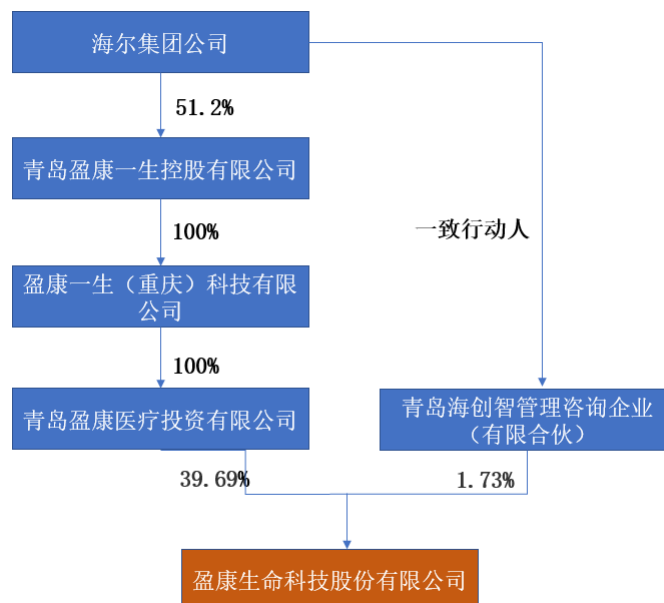 海尔集团公司
51.2%
青岛盈康一生控股有限公司
100%
一致行动人
盈康一生（重庆）科技有限
公司
100%
青岛盈康医疗投资有限公司
青岛海创智管理咨询企业
（有限合伙）
39.69%
1.73%
盈康生命科技股份有限公司